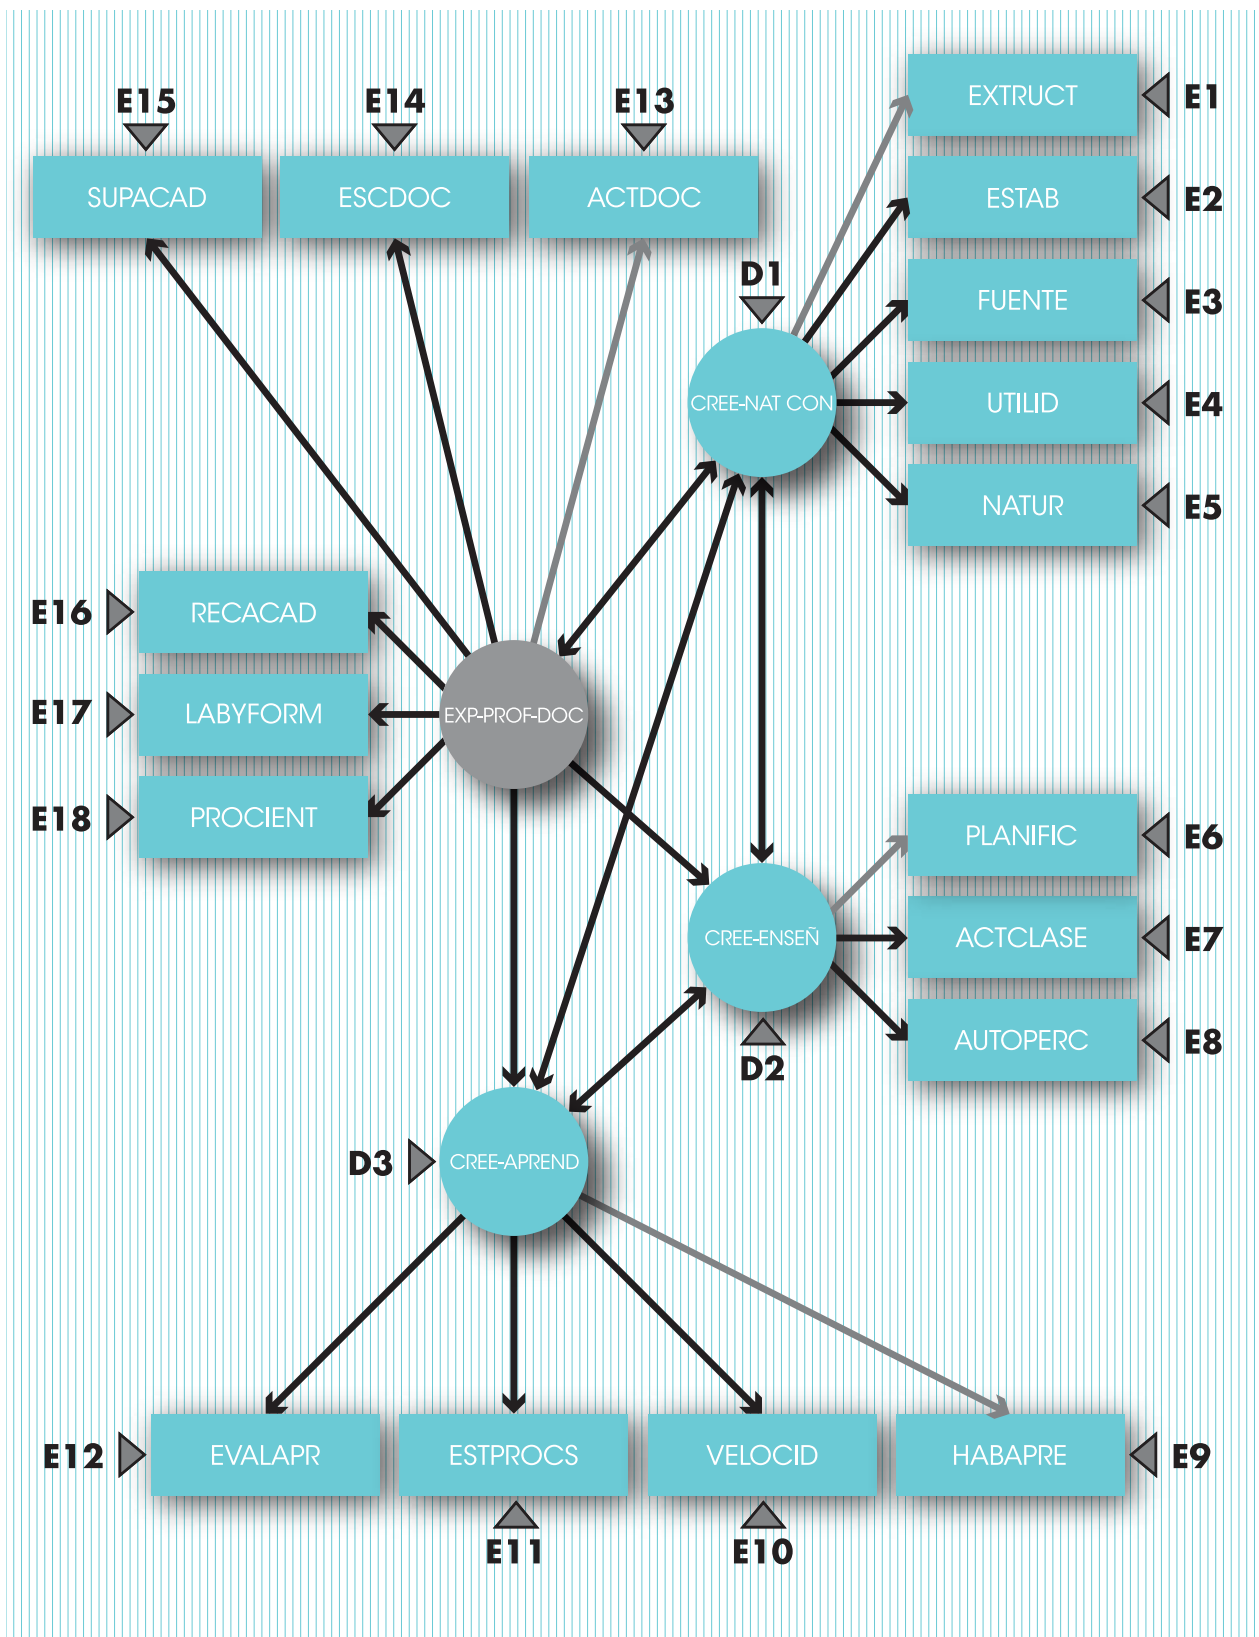 E15
E14
E13
EXTRUCT
E1
SUPACAD
ESCDOC
ACTDOC
ESTAB
E2
D1
FUENTE
E3
CREE-NAT CON
UTILID
E4
NATUR
E5
E16
RECACAD
E17
LABYFORM
EXP-PROF-DOC
E18
PROCIENT
PLANIFIC
E6
CREE-ENSEÑ
ACTCLASE
E7
D2
AUTOPERC
E8
D3
CREE-APREND
E12
EVALAPR
ESTPROCS
VELOCID
HABAPRE
E9
E11
E10